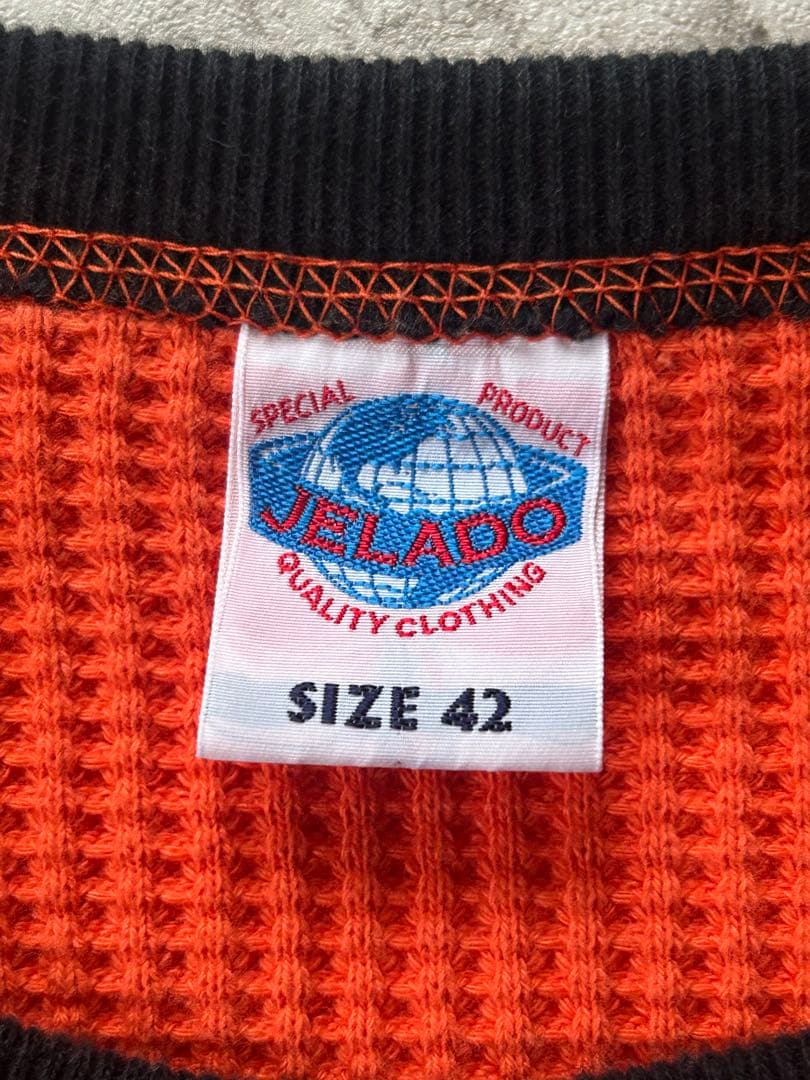 SPECIAL PRODUCT
JELADO
QUALITY CLOTHING
SIZE 42